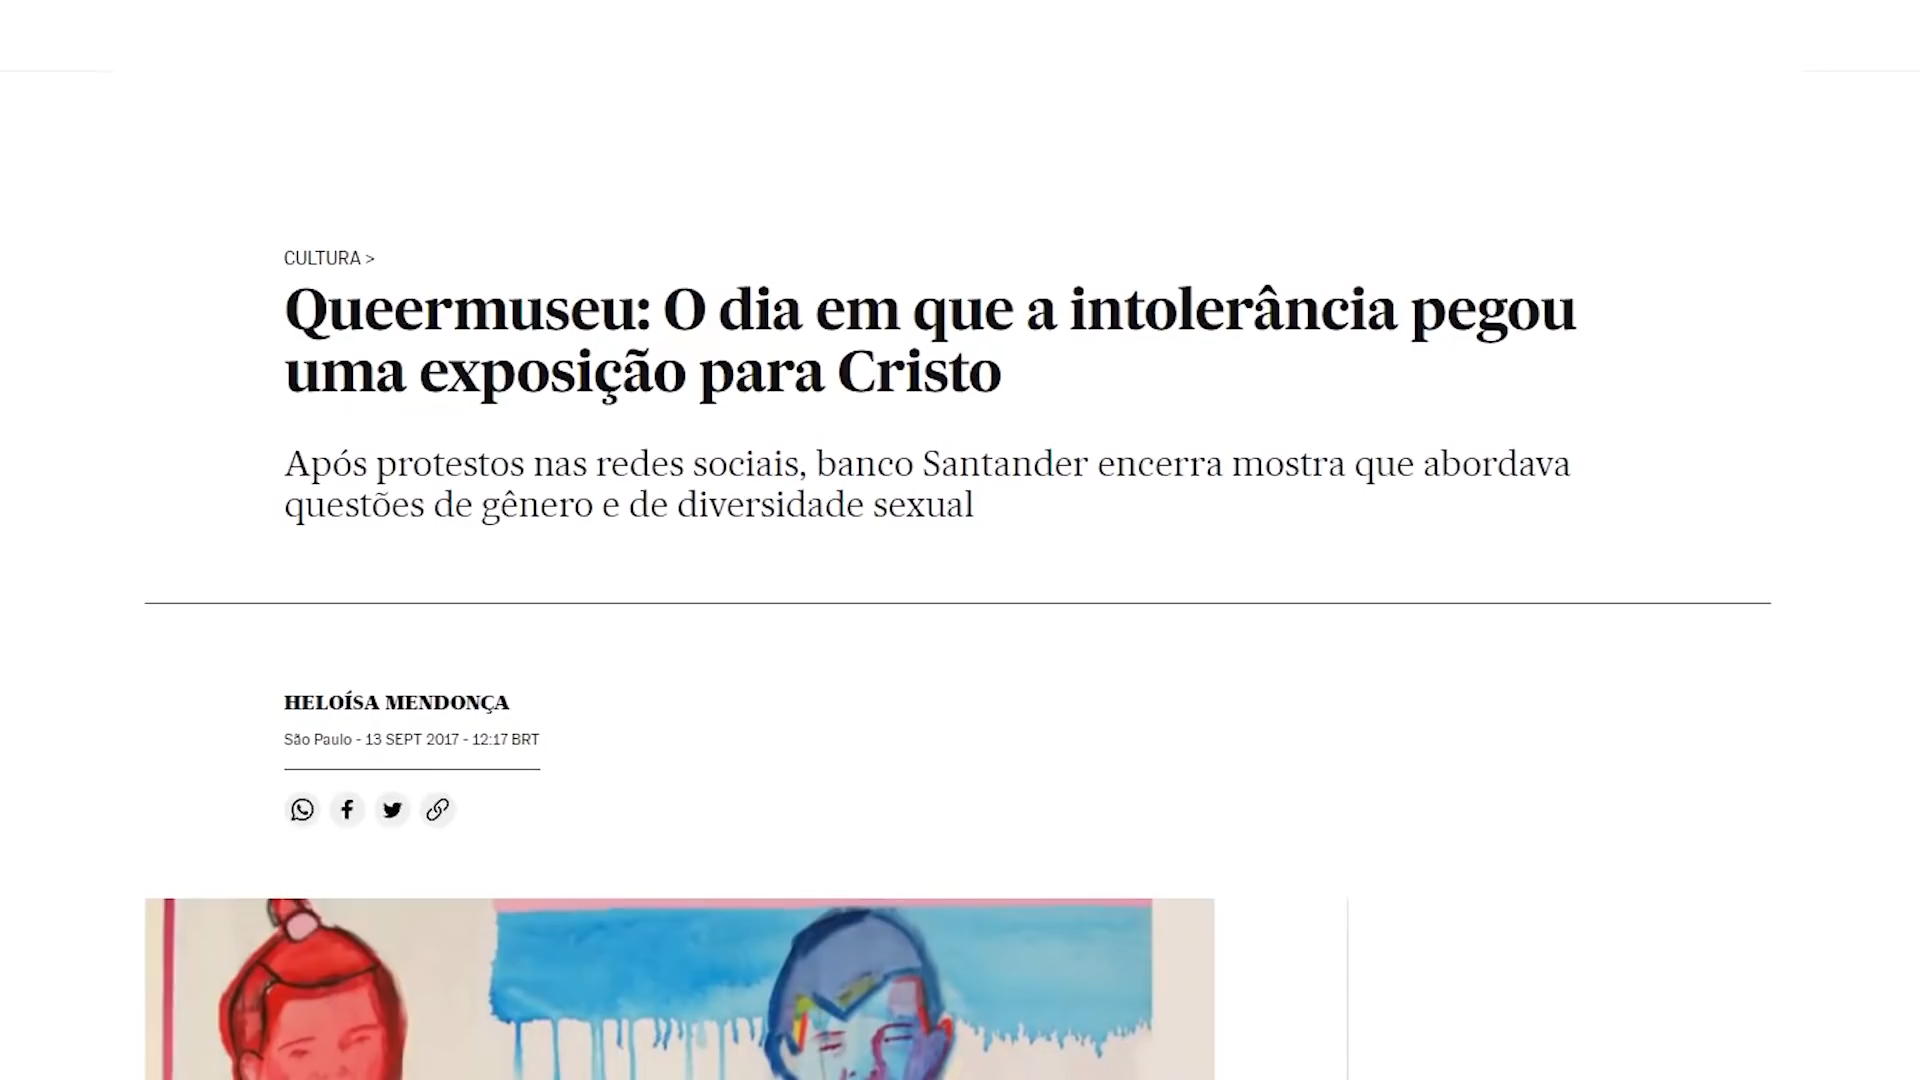 CULTURA >
Queermuseu: O dia em que a intolerância pegou
uma exposição para Cristo
Após protestos nas redes sociais, banco Santander encerra mostra que abordava
questões de gênero e de diversidade sexual
HELOÍSA MENDONÇA
São Paulo - 13 SEPT 2017 - 12:17 BRT